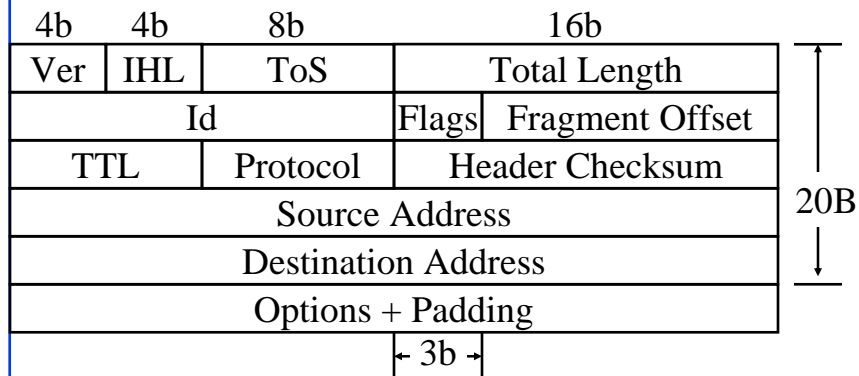 4b 4b 8b 16b
Ver IHL ToS Total Length
Id Flags Fragment Offset
TTL Protocol Header Checksum
Source Address
20B
Destination Address
Options + Padding
3b